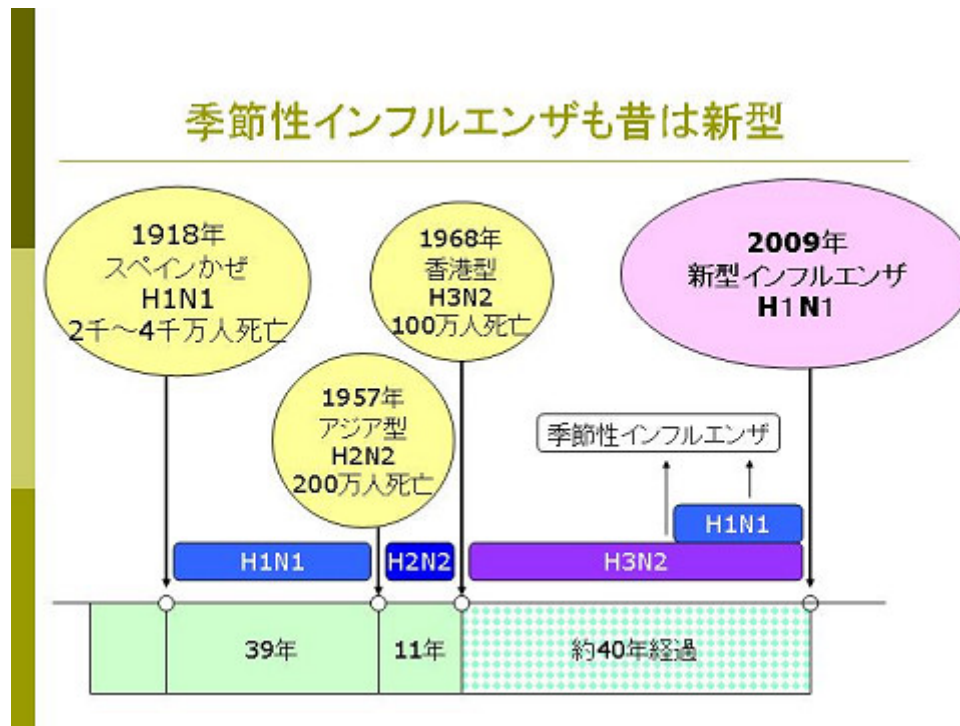 季節性インフルエンザも昔は新型
1918年
スペインかぜ
H1N1
2千～4千万人死亡
1957年
アジア型
H2N2
200万人死亡
1968年
香港型
H3N2
100万人死亡
2009年
新型インフルエンザ
H1N1
季節性インフルエンザ
H1N1
H1N1
H2N2
H3N2
39年
11年
約40年経過